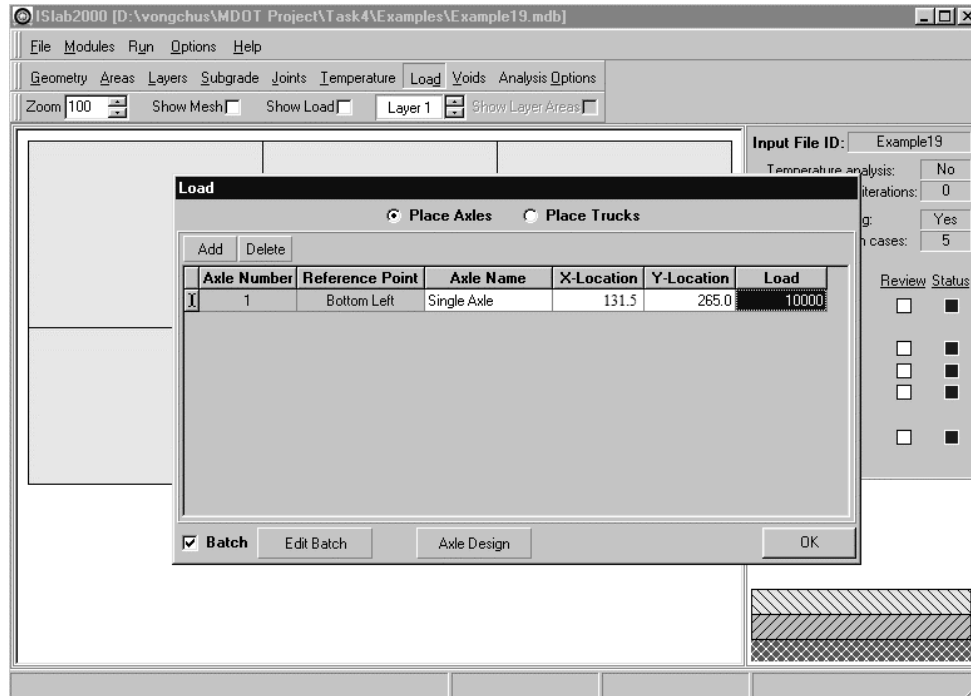 ISlab2000 [D:\vongchus\MDOT Project\Task4\Examples\Example19.mdb]
File Modules Run Options Help
Geometry Areas Layers Subgrade Joints Temperature Load Voids Analysis Options
Zoom 100 Show Mesh Show Load Layer 1 Show Layer Areas
Input File ID: Example19
Temperature analysis: No
iterations: 0
Yes
cases: 5
Review Status
Load
Place Axles Place Trucks
Add Delete
Axle Number Reference Point Axle Name X-Location Y-Location Load
1 Bottom Left Single Axle 131.5 265.0 10000
Batch Edit Batch Axle Design OK